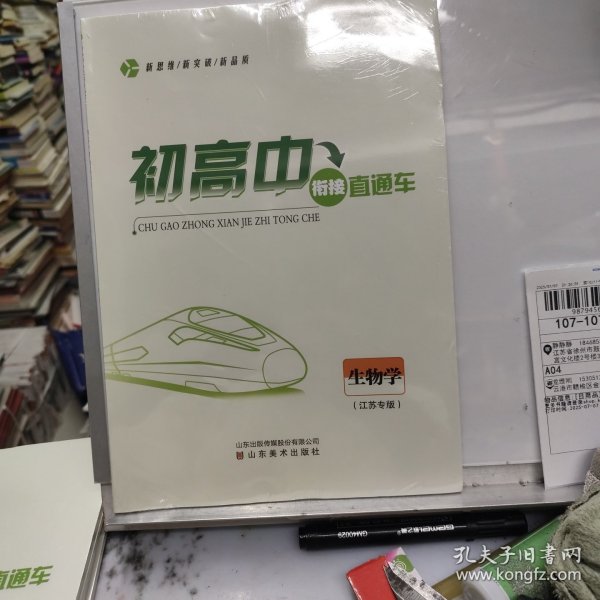 新思维/新突破/新品质
初高中衔接直通车
CHU GAO ZHONG XIAN JIE ZHI TONG CHE
生物学
(江苏专版)
山东出版传媒股份有限公司
山东美术出版社
直通车
107-10
A04
GM40029
孔夫子旧书网
www.kongfz.com